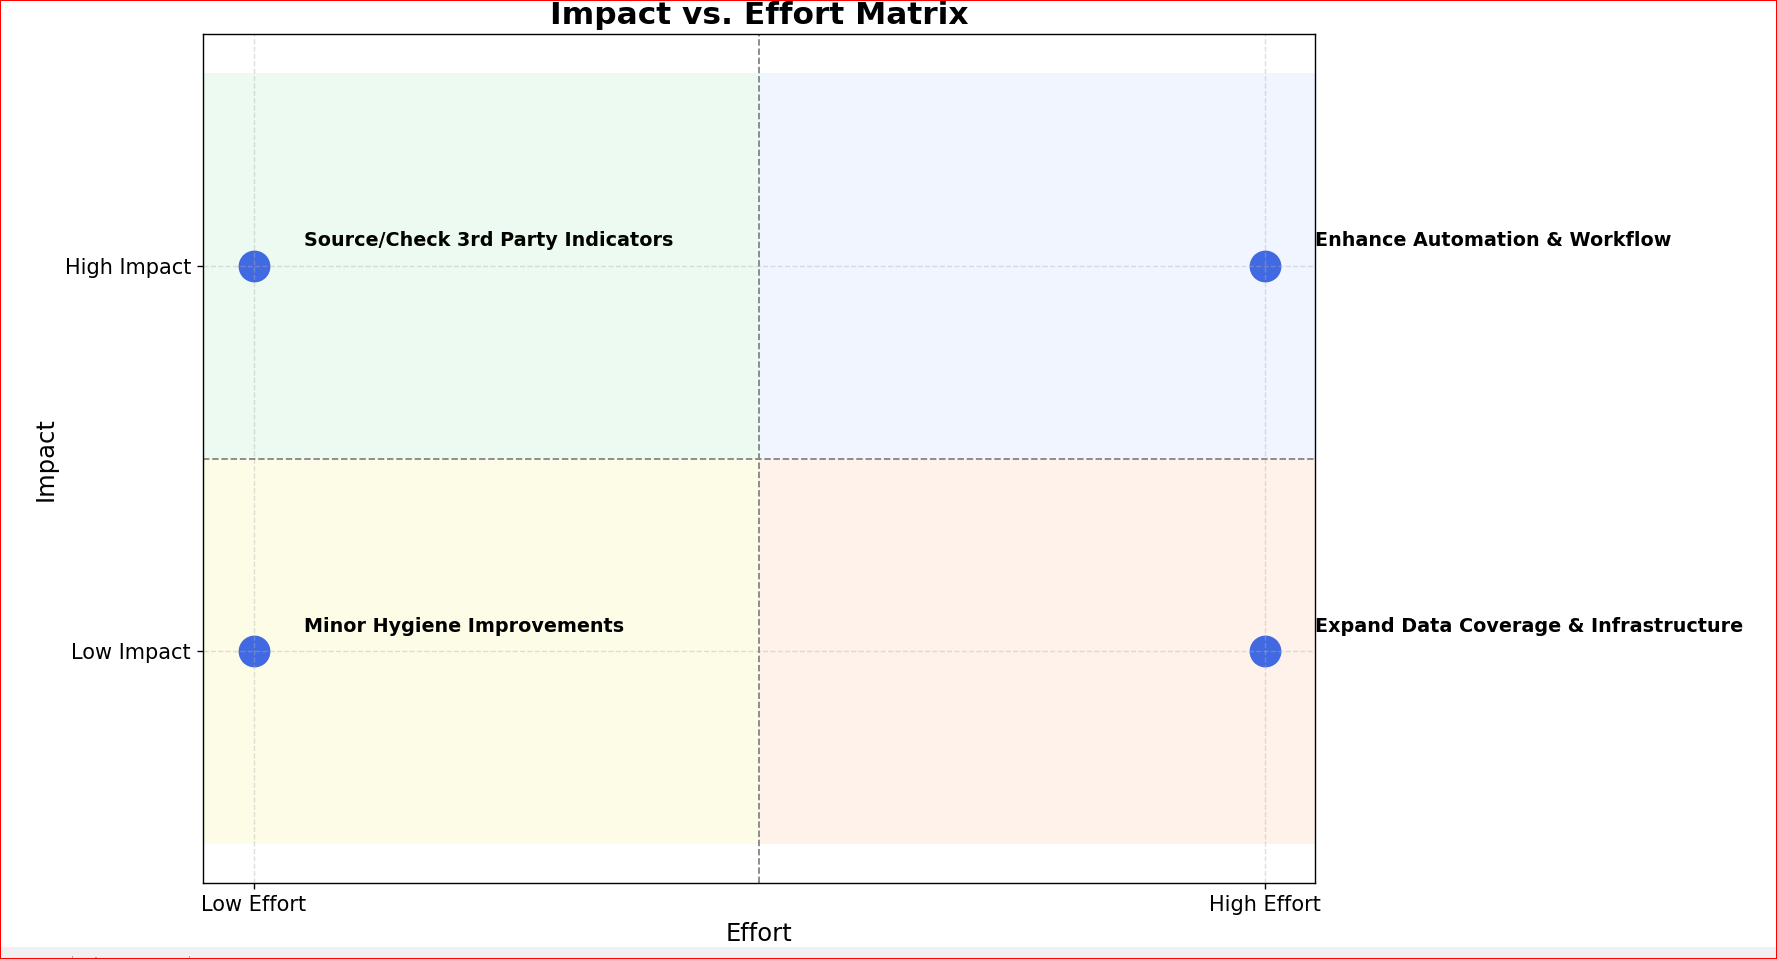 Impact vs. Effort Matrix
Source/Check 3rd Party Indicators
Enhance Automation & Workflow
High Impact
Impact
Minor Hygiene Improvements
Expand Data Coverage & Infrastructure
Low Impact
Low Effort
High Effort
Effort